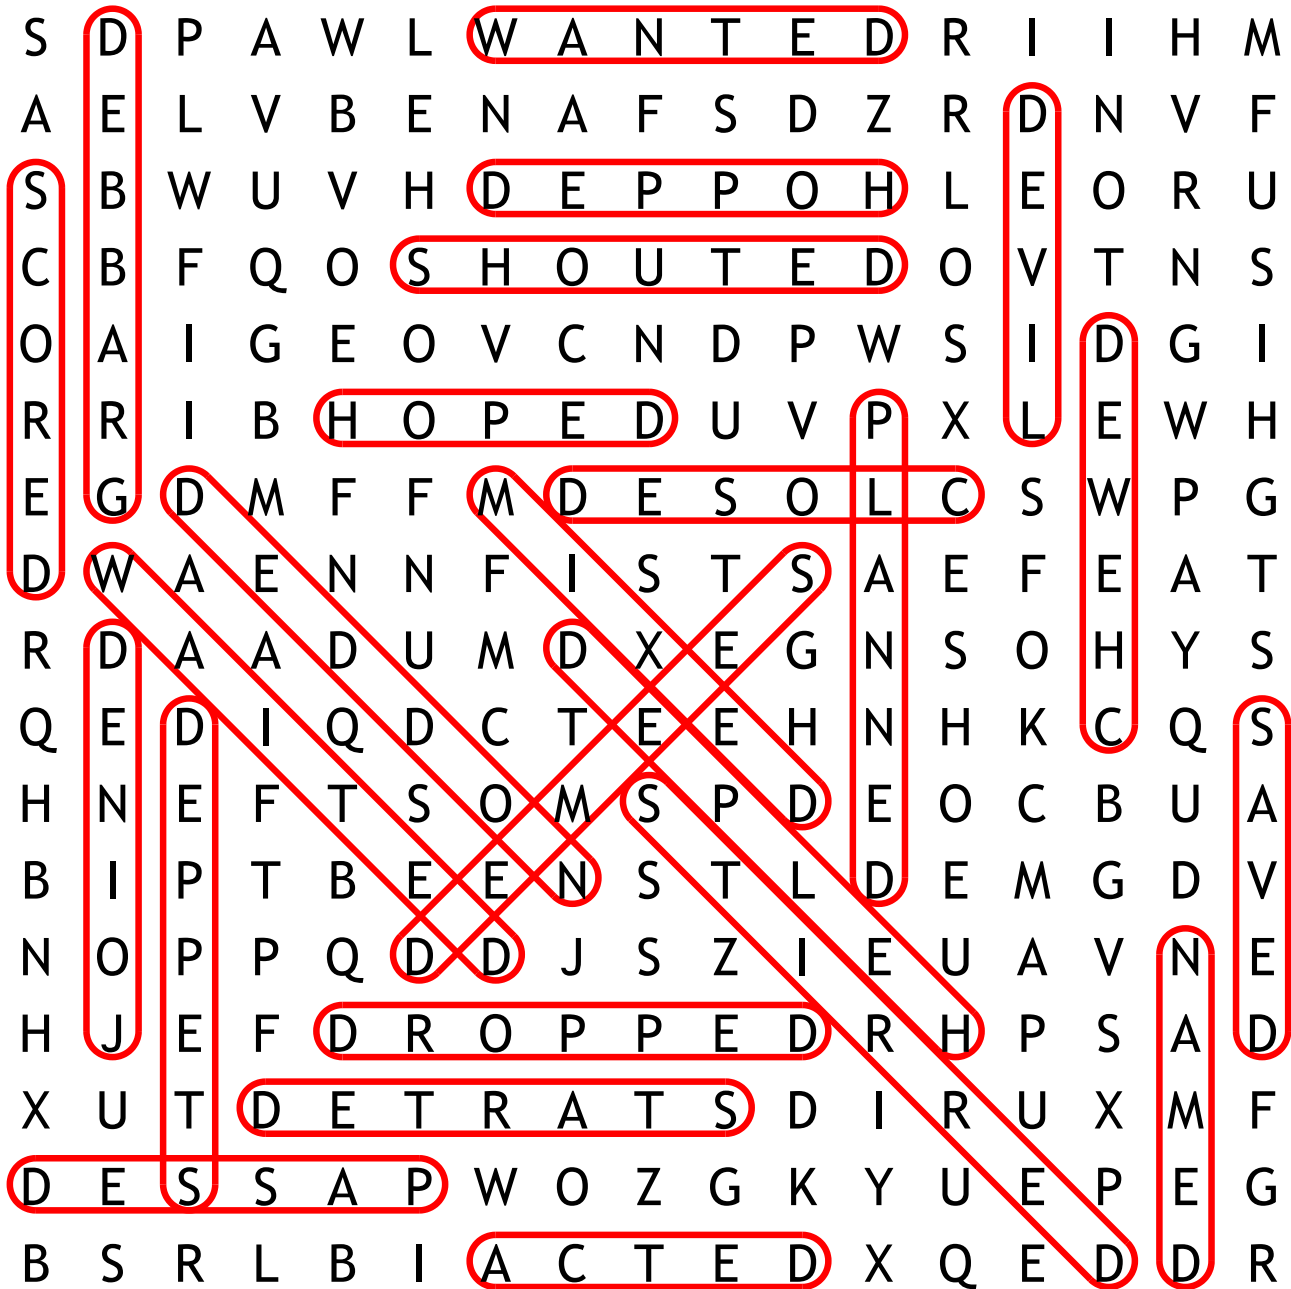 S D P A W L W A N T E D R I I H M
A E L V B E N A F S D Z R D N V F
S B W U V H D E P P O H L E O R U
C B F Q O S H O U T E D O V T N S
O A I G E O V C N D P W S I D G I
R R I B H O P E D U V P X L E W H
E G D M F F M D E S O L C S W P G
D W A E N N F I S T S A E F E A T
R D A A D U M D X E G N S O H Y S
Q E D I Q D C T E E H N H K C Q S
H N E F T S O M S P D E O C B U A
B I P T B E E N S T L D E M G D V
N O P P Q D D J S Z I E U A V N E
H J E F D R O P P E D R H P S A D
X U T D E T R A T S D I R U X M F
D E S S A P W O Z G K Y U E P E G
B S R L B I A C T E D X Q E D D R